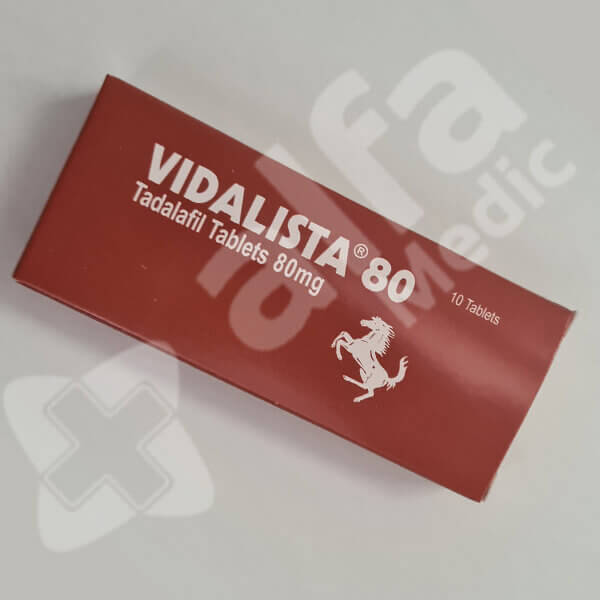 VIDALISTA® 80
Tadalafil Tablets 80mg
10 Tablets
alfa
Medic